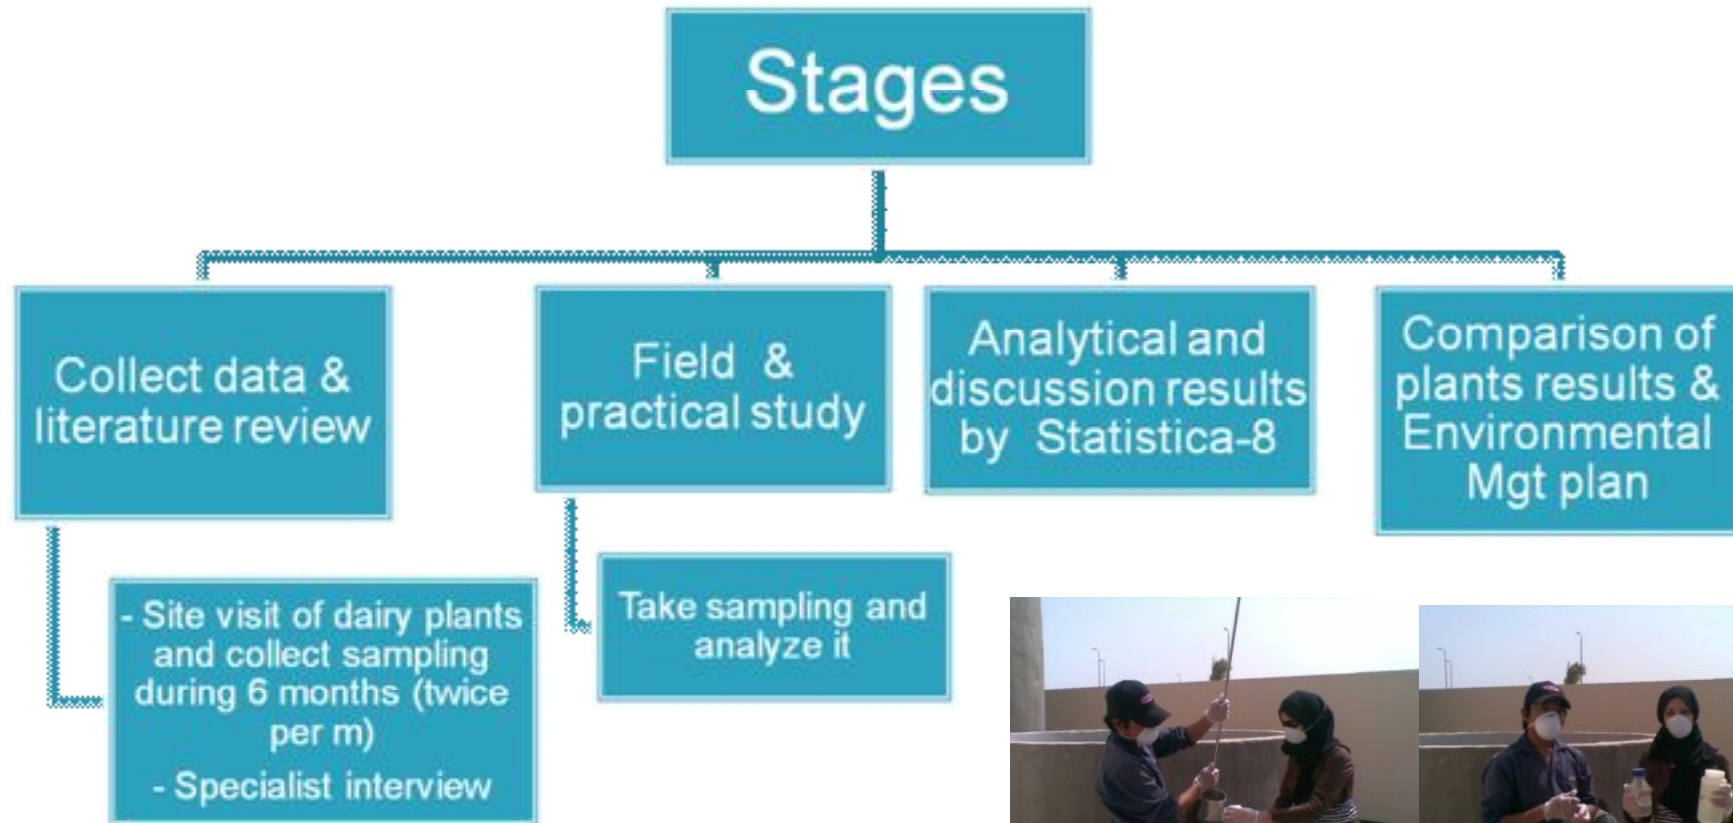 Stages
Collect data &
literature review
Field & 
practical study
Analytical and
discussion results
by Statistica-8
Comparison of
plants results &
Environmental
Mgt plan
- Site visit of dairy plants
and collect sampling
during 6 months (twice
per m)
- Specialist interview
Take sampling and
analyze it